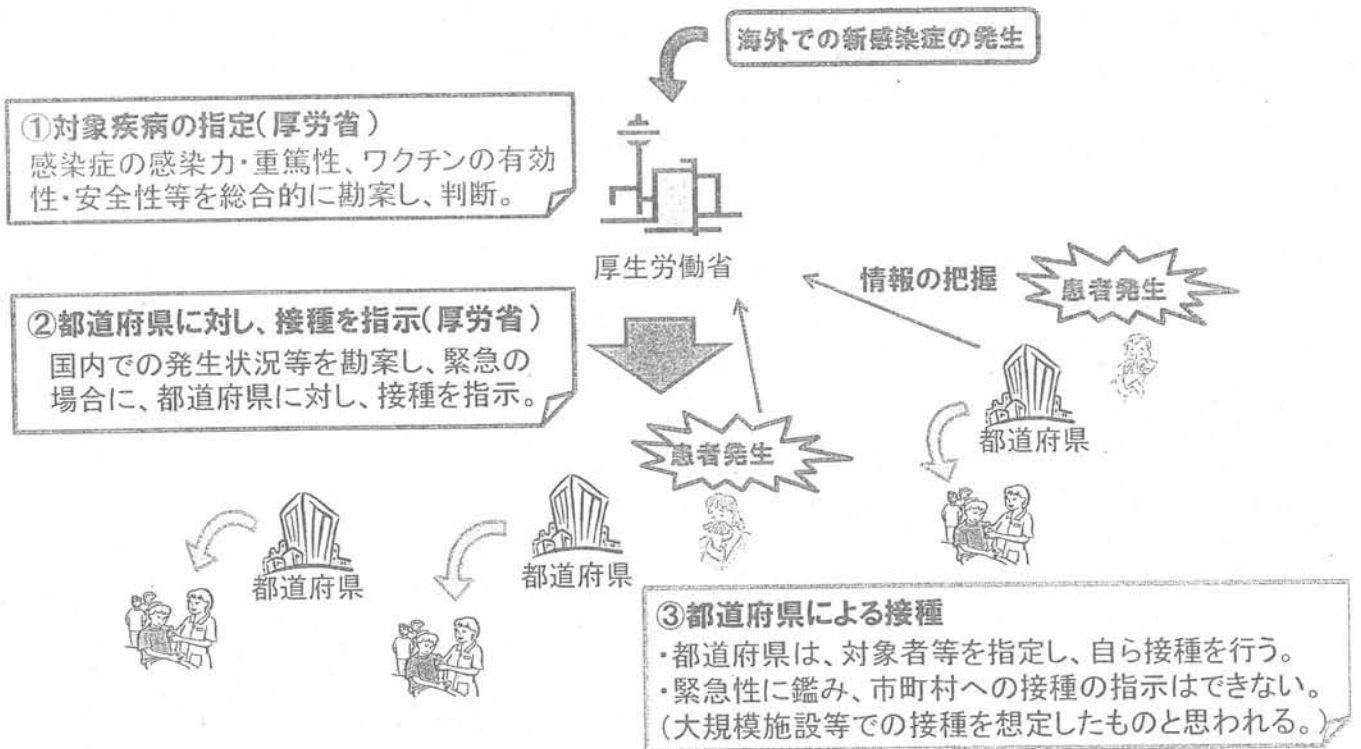 海外での新感染症の発生
①対象疾病の指定(厚労省)
感染症の感染力・重篤性、ワクチンの有効
性・安全性等を総合的に勘案し、判断。
厚生労働省
情報の把握
患者発生
②都道府県に対し、接種を指示(厚労省)
国内での発生状況等を勘案し、緊急の
場合に、都道府県に対し、接種を指示。
都道府県
患者発生
都道府県
都道府県
③都道府県による接種
・都道府県は、対象者等を指定し、自ら接種を行う。
・緊急性に鑑み、市町村への接種の指示はできない。
(大規模施設等での接種を想定したものと思われる。)